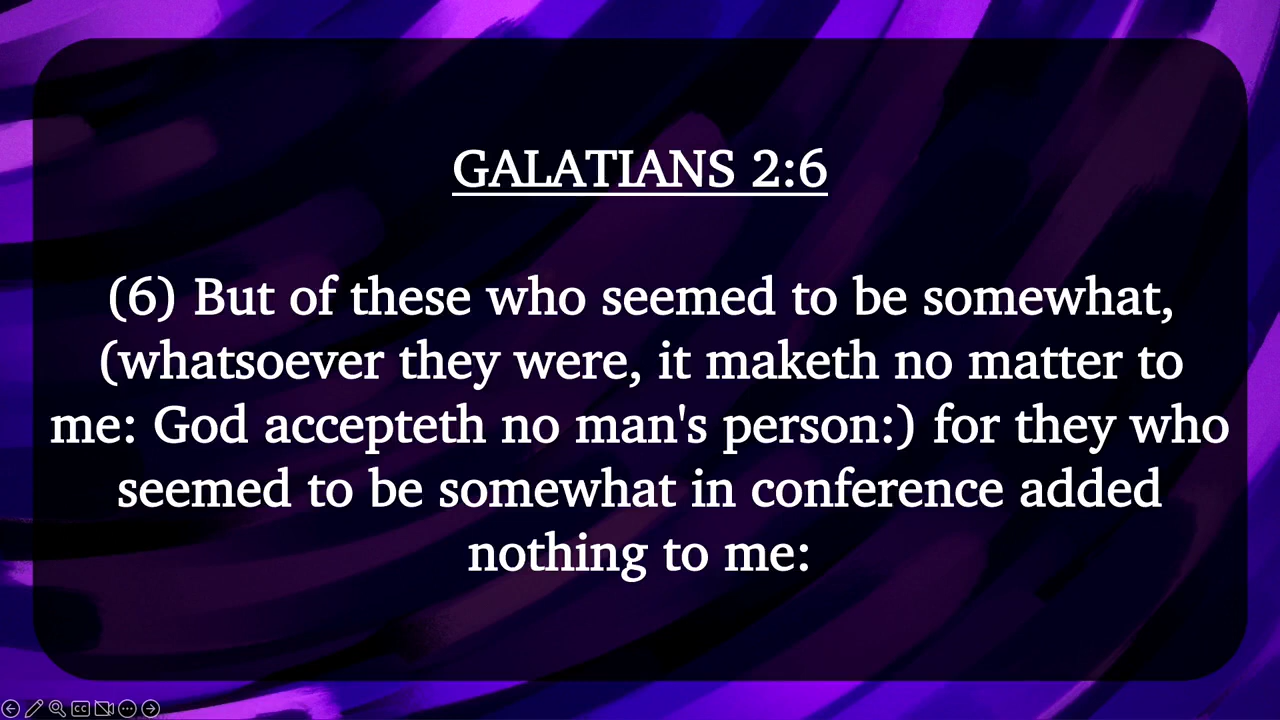 GALATIANS 2:6
(6) But of these who seemed to be somewhat,
(whatsoever they were, it maketh no matter to
me: God accepteth no man's person:) for they who
seemed to be somewhat in conference added
nothing to me:
CC